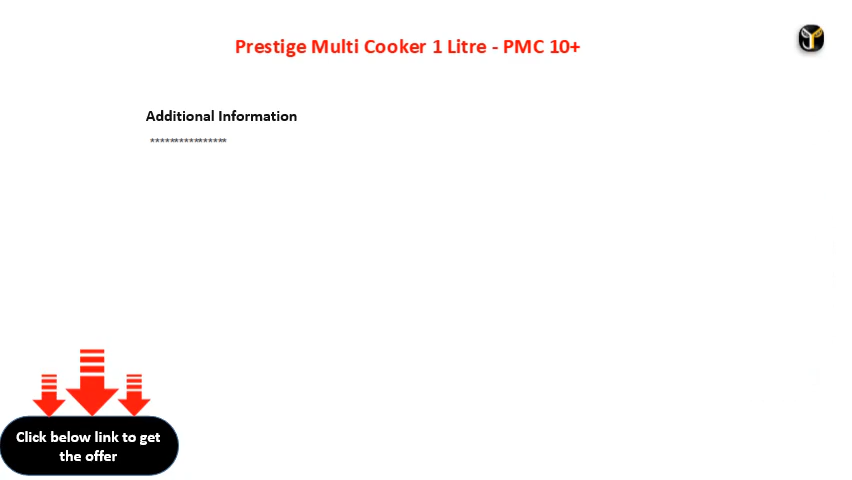 Prestige Multi Cooker 1 Litre - PMC 10+
Additional Information
****************
Click below link to get
the offer